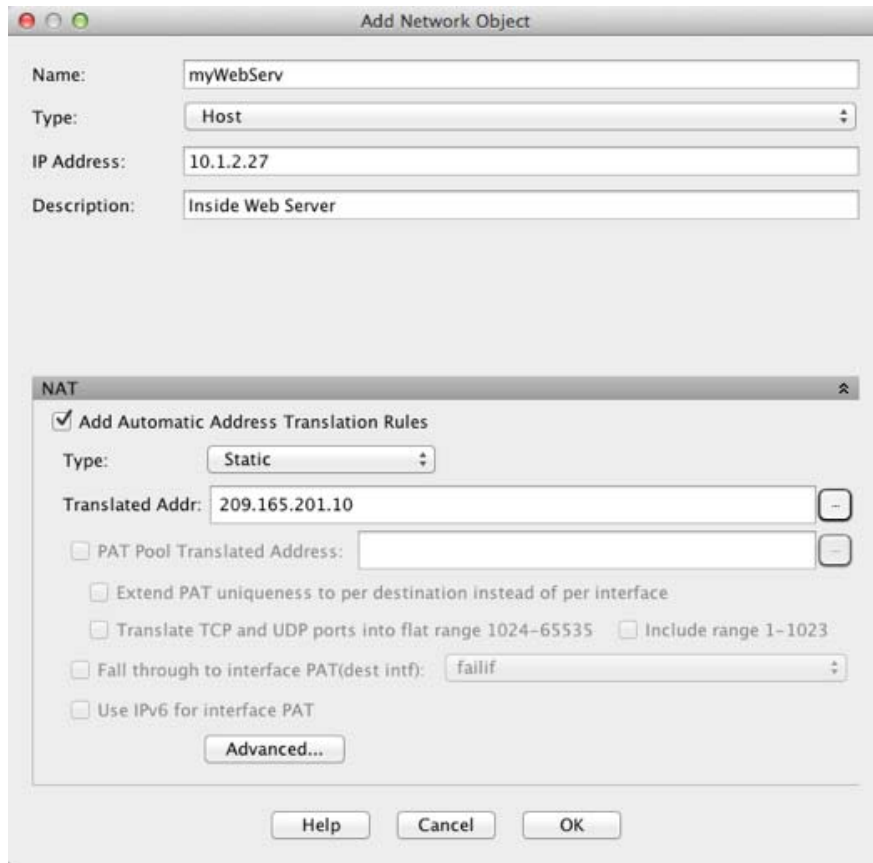 Add Network Object
Name: myWebServ
Type: Host
IP Address: 10.1.2.27
Description: Inside Web Server
NAT
Add Automatic Address Translation Rules
Type: Static
Translated Addr: 209.165.201.10 ...
PAT Pool Translated Address: ...
Extend PAT uniqueness to per destination instead of per interface
Translate TCP and UDP ports into flat range 1024-65535 Include range 1-1023
Fall through to interface PAT(dest intf): failif
Use IPv6 for interface PAT
Advanced...
Help Cancel OK